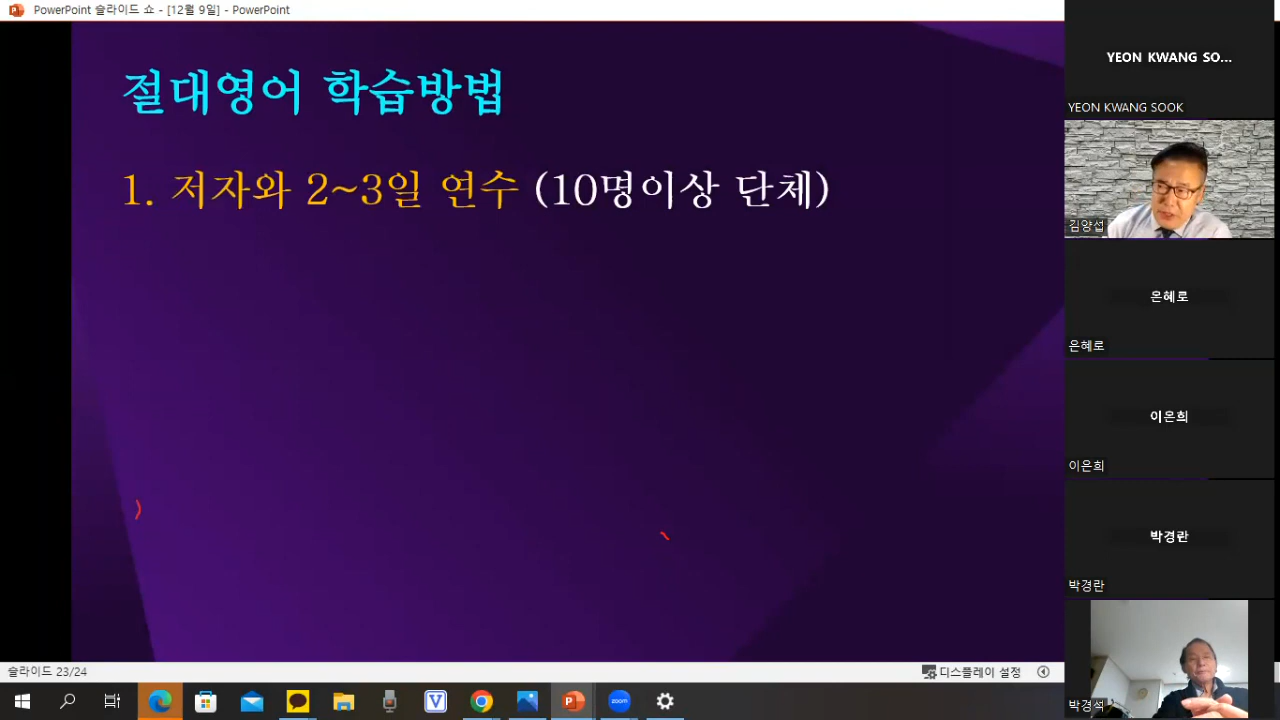 PowerPoint 슬라이드 쇼 - [12월 9일] - PowerPoint
절대영어 학습방법
1. 저자와 2~3일 연수 (10명이상 단체)
YEON KWANG SO...
YEON KWANG SOOK
김양섭
은혜로
은혜로
이은희
이은희
박경란
박경란
박경석
슬라이드 23/24
디스플레이 설정
zoom